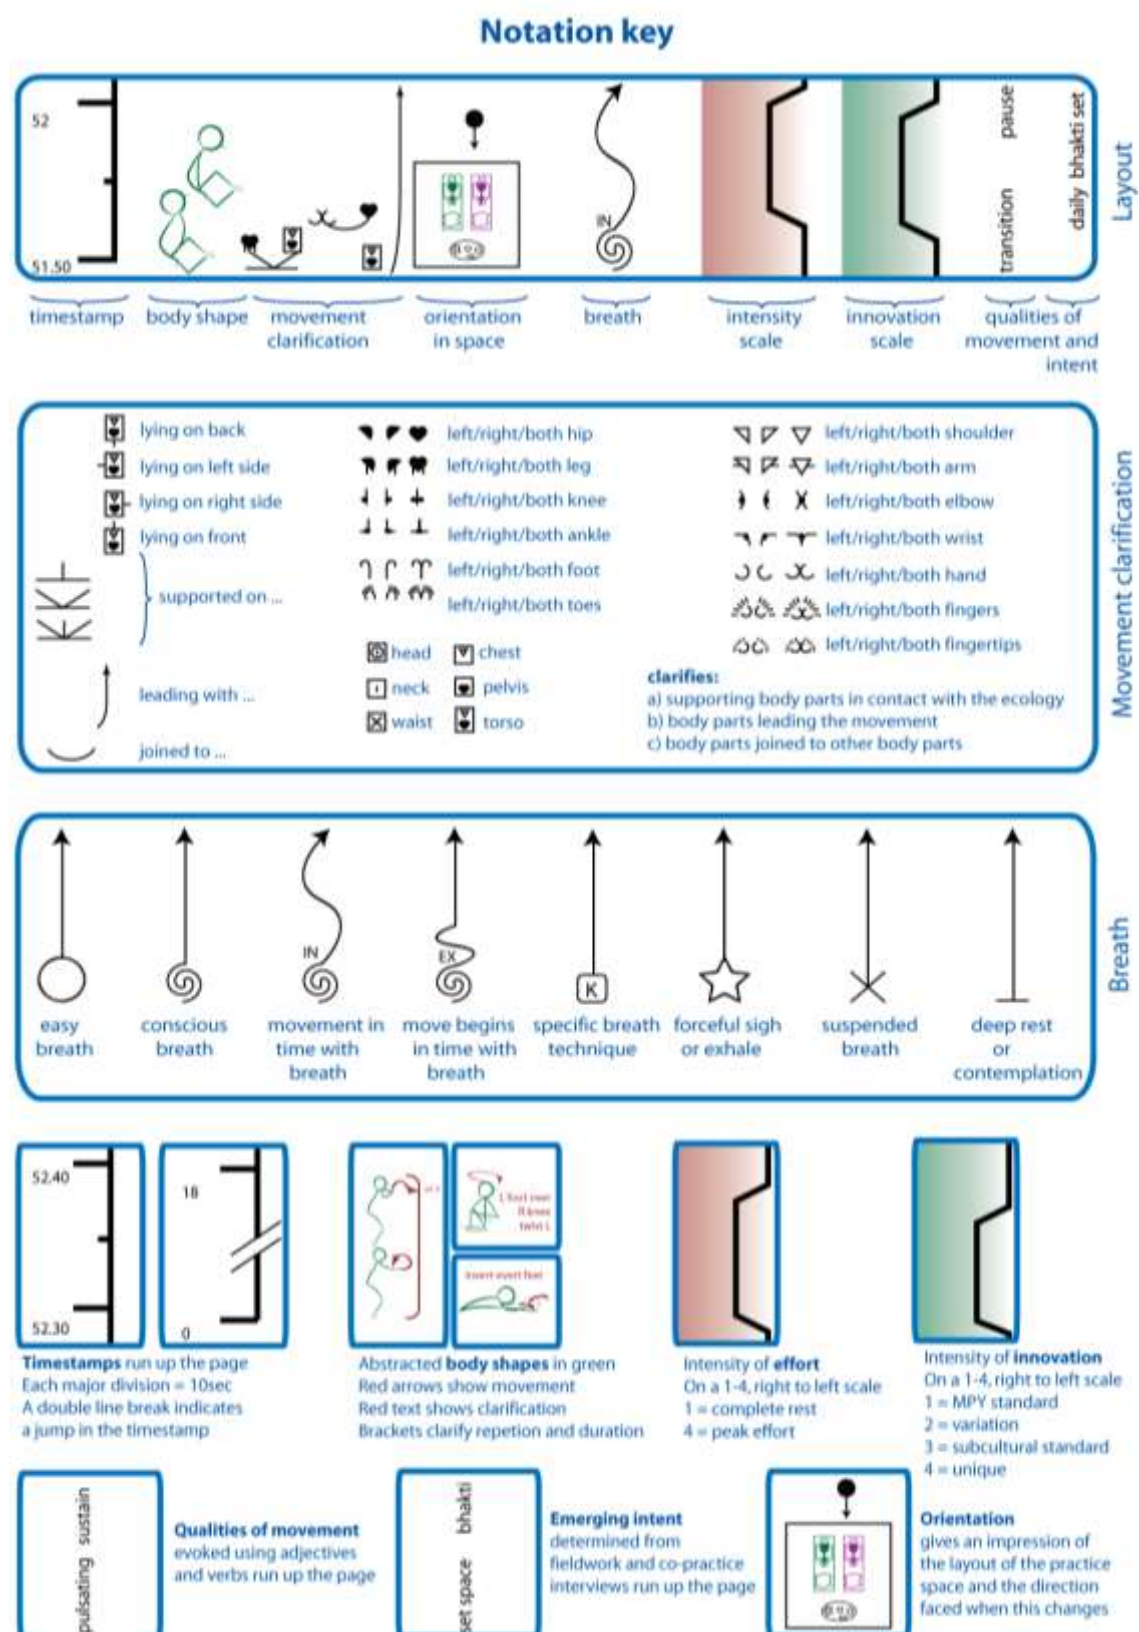 Notation key
52
51.50
IN
transition pause
daily bhakti set
Layout
timestamp
body shape
movement
clarification
orientation
in space
breath
intensity
scale
innovation
scale
qualities of
movement and
intent
lying on back
lying on left side
lying on right side
lying on front
supported on ...
leading with ...
joined to ...
left/right/both hip
left/right/both leg
left/right/both knee
left/right/both ankle
left/right/both foot
left/right/both toes
head
chest
neck
pelvis
waist
torso
left/right/both shoulder
left/right/both arm
left/right/both elbow
left/right/both wrist
left/right/both hand
left/right/both fingers
left/right/both fingertips
clarifies:
a) supporting body parts in contact with the ecology
b) body parts leading the movement
c) body parts joined to other body parts
Movement clarification
IN
EX
K
easy
breath
conscious
breath
movement in
time with
breath
move begins
in time with
breath
specific breath
technique
forceful sigh
or exhale
suspended
breath
deep rest
or
contemplation
Breath
52.40
52.30
18
0
L foot over
R knee
twist L
invert evert feet
Timestamps run up the page
Each major division = 10sec
A double line break indicates
a jump in the timestamp
Abstracted body shapes in green
Red arrows show movement
Red text shows clarification
Brackets clarify repetion and duration
Intensity of effort
On a 1-4, right to left scale
1 = complete rest
4 = peak effort
Intensity of innovation
On a 1-4, right to left scale
1 = MPY standard
2 = variation
3 = subcultural standard
4 = unique
pulsating sustain
Qualities of movement
evoked using adjectives
and verbs run up the page
set space bhakti
Emerging intent
determined from
fieldwork and co-practice
interviews run up the page
Orientation
gives an impression of
the layout of the practice
space and the direction
faced when this changes